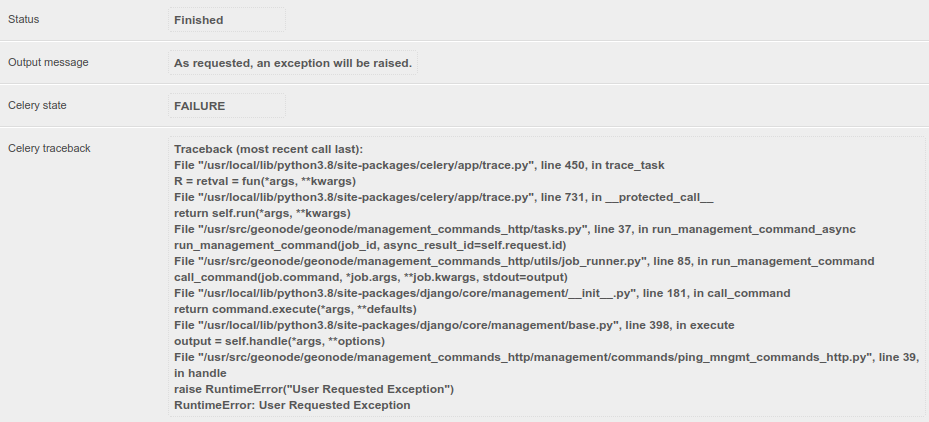 Status
Finished
Output message
As requested, an exception will be raised.
Celery state
FAILURE
Celery traceback
Traceback (most recent call last):
File "/usr/local/lib/python3.8/site-packages/celery/app/trace.py", line 450, in trace_task
R = retval = fun(*args, **kwargs)
File "/usr/local/lib/python3.8/site-packages/celery/app/trace.py", line 731, in __protected_call__
return self.run(*args, **kwargs)
File "/usr/src/geonode/geonode/management_commands_http/tasks.py", line 37, in run_management_command_async
run_management_command(job_id, async_result_id=self.request.id)
File "/usr/src/geonode/geonode/management_commands_http/utils/job_runner.py", line 85, in run_management_command
call_command(job.command, *job.args, **job.kwargs, stdout=output)
File "/usr/local/lib/python3.8/site-packages/django/core/management/__init__.py", line 181, in call_command
return command.execute(*args, **defaults)
File "/usr/local/lib/python3.8/site-packages/django/core/management/base.py", line 398, in execute
output = self.handle(*args, **options)
File "/usr/src/geonode/geonode/management_commands_http/management/commands/ping_mngmt_commands_http.py", line 39,
in handle
raise RuntimeError("User Requested Exception")
RuntimeError: User Requested Exception